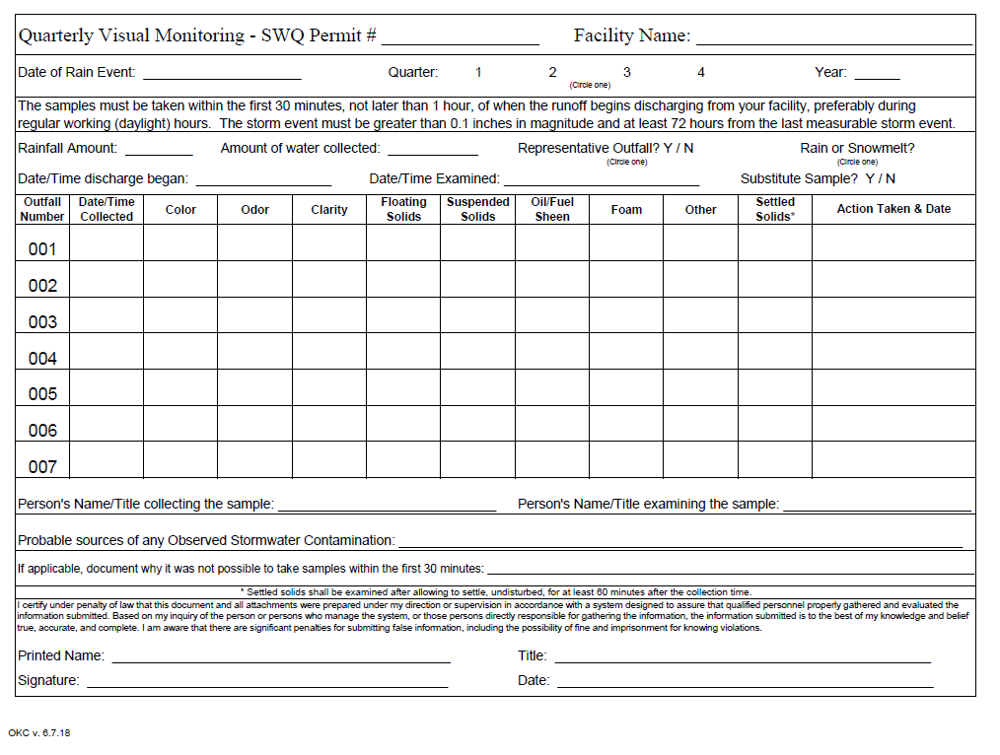 Quarterly Visual Monitoring - SWQ Permit # ________________ Facility Name: ____________________________
Date of Rain Event: ____________________ Quarter: 1 2 3 4 Year: ______
(Circle one)
The samples must be taken within the first 30 minutes, not later than 1 hour, of when the runoff begins discharging from your facility, preferably during
regular working (daylight) hours. The storm event must be greater than 0.1 inches in magnitude and at least 72 hours from the last measurable storm event.
Rainfall Amount: _________ Amount of water collected: ____________ Representative Outfall? Y / N Rain or Snowmelt?
(Circle one) (Circle one)
Date/Time discharge began: __________________ Date/Time Examined: __________________________ Substitute Sample? Y / N
Outfall Number Date/Time Collected Color Odor Clarity Floating Solids Suspended Solids Oil/Fuel Sheen Foam Other Settled Solids* Action Taken & Date
001
002
003
004
005
006
007
Person's Name/Title collecting the sample: _____________________________ Person's Name/Title examining the sample: _________________________
Probable sources of any Observed Stormwater Contamination: ___________________________________________________________________________
If applicable, document why it was not possible to take samples within the first 30 minutes: ____________________________________________________
* Settled solids shall be examined after allowing to settle, undisturbed, for at least 60 minutes after the collection time.
I certify under penalty of law that this document and all attachments were prepared under my direction or supervision in accordance with a system designed to assure that qualified personnel properly gathered and evaluated the
information submitted. Based on my inquiry of the person or persons who manage the system, or those persons directly responsible for gathering the information, the information submitted is to the best of my knowledge and belief
true, accurate, and complete. I am aware that there are significant penalties for submitting false information, including the possibility of fine and imprisonment for knowing violations.
Printed Name: _____________________________________________ Title: __________________________________________________
Signature: ________________________________________________ Date: __________________________________________________
OKC v. 6.7.18